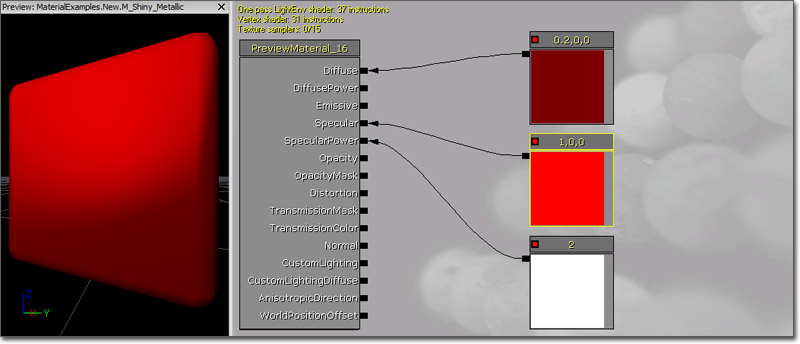 Preview: MaterialExamples.New.M_Shiny_Metallic
One pass LighEnv shader: 37 instructions
Vertex shader: 31 instructions
Texture samplers: 0/15
PreviewMaterial_16
Diffuse
DiffusePower
Emissive
Specular
SpecularPower
Opacity
OpacityMask
Distortion
TransmissionMask
TransmissionColor
Normal
CustomLighting
CustomLightingDiffuse
AnisotropicDirection
WorldPositionOffset
0.2,0,0
1,0,0
2
Z
X
Y